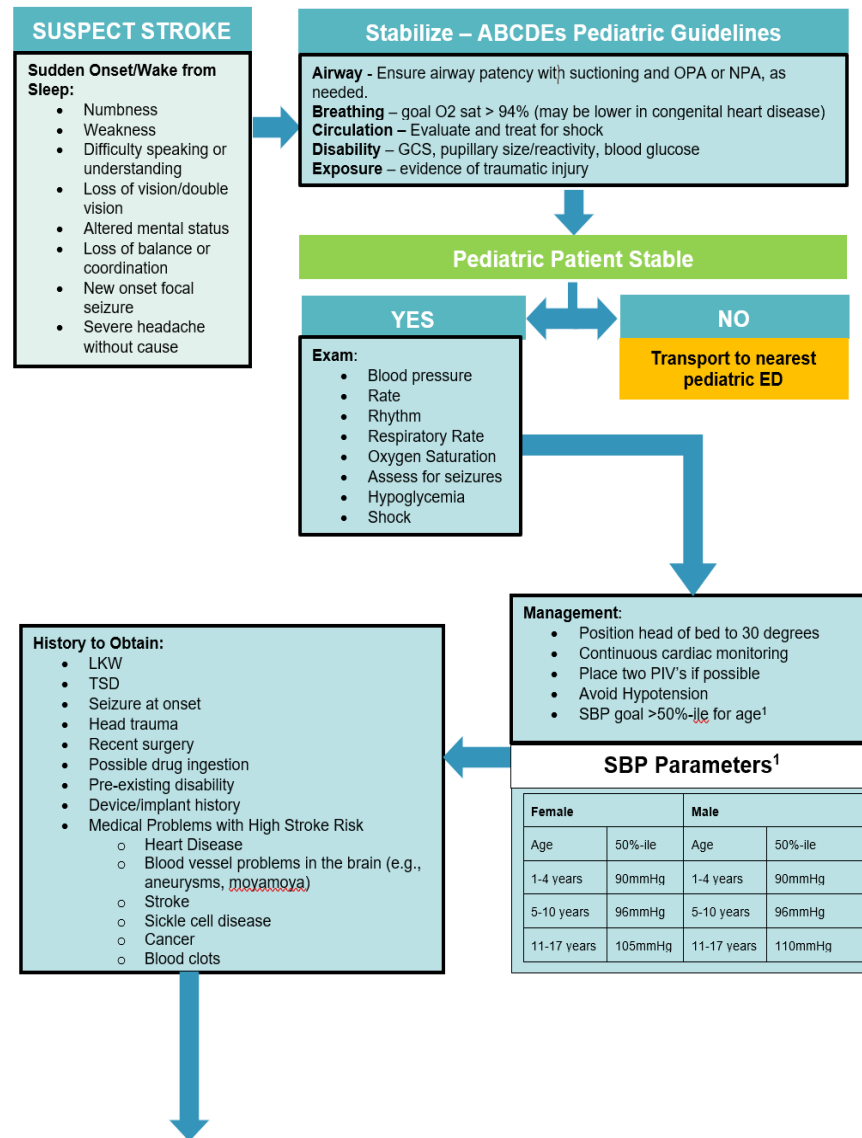 SUSPECT STROKE
Sudden Onset/Wake from
Sleep:
• Numbness
• Weakness
• Difficulty speaking or
understanding
• Loss of vision/double
vision
• Altered mental status
• Loss of balance or
coordination
• New onset focal
seizure
• Severe headache
without cause
Stabilize – ABCDEs Pediatric Guidelines
Airway - Ensure airway patency with suctioning and OPA or NPA, as
needed.
Breathing – goal O2 sat > 94% (may be lower in congenital heart disease)
Circulation – Evaluate and treat for shock
Disability – GCS, pupillary size/reactivity, blood glucose
Exposure – evidence of traumatic injury
Pediatric Patient Stable
YES
Exam:
• Blood pressure
• Rate
• Rhythm
• Respiratory Rate
• Oxygen Saturation
• Assess for seizures
• Hypoglycemia
• Shock
NO
Transport to nearest
pediatric ED
Management:
• Position head of bed to 30 degrees
• Continuous cardiac monitoring
• Place two PIV's if possible
• Avoid Hypotension
• SBP goal >50%-ile for age¹
SBP Parameters¹
Female Male
Age 50%-ile Age 50%-ile
1-4 years 90mmHg 1-4 years 90mmHg
5-10 years 96mmHg 5-10 years 96mmHg
11-17 years 105mmHg 11-17 years 110mmHg
History to Obtain:
• LKW
• TSD
• Seizure at onset
• Head trauma
• Recent surgery
• Possible drug ingestion
• Pre-existing disability
• Device/implant history
• Medical Problems with High Stroke Risk
o Heart Disease
o Blood vessel problems in the brain (e.g.,
aneurysms, moyamoya)
o Stroke
o Sickle cell disease
o Cancer
o Blood clots